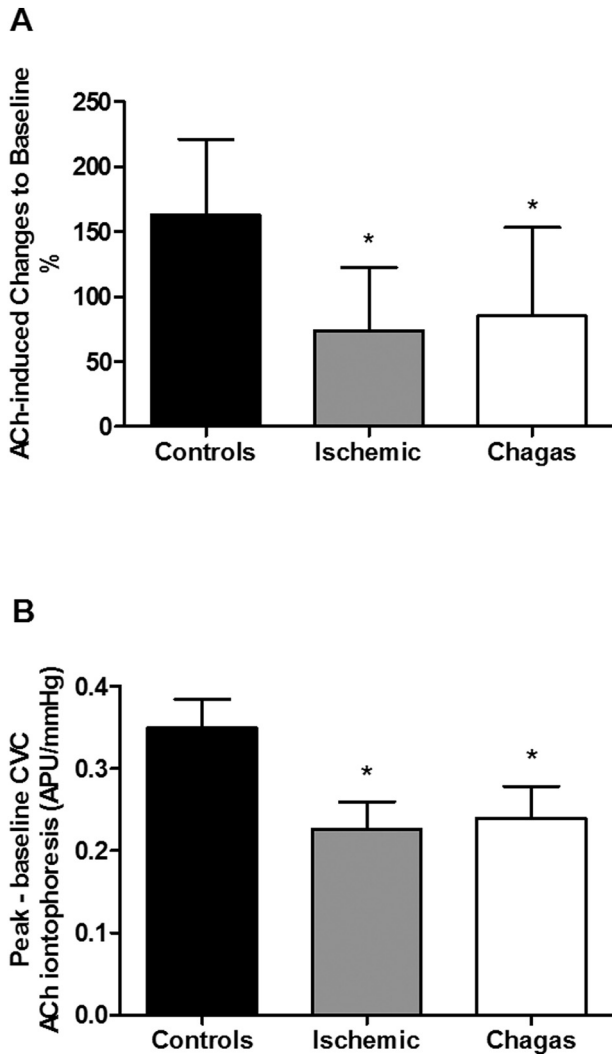 A
ACh-induced Changes to Baseline
%
250
200
150
100
50
0
*
*
Controls Ischemic Chagas
B
Peak - baseline CVC
ACh iontophoresis (APU/mmHg)
0.4
0.3
0.2
0.1
0.0
*
*
Controls Ischemic Chagas